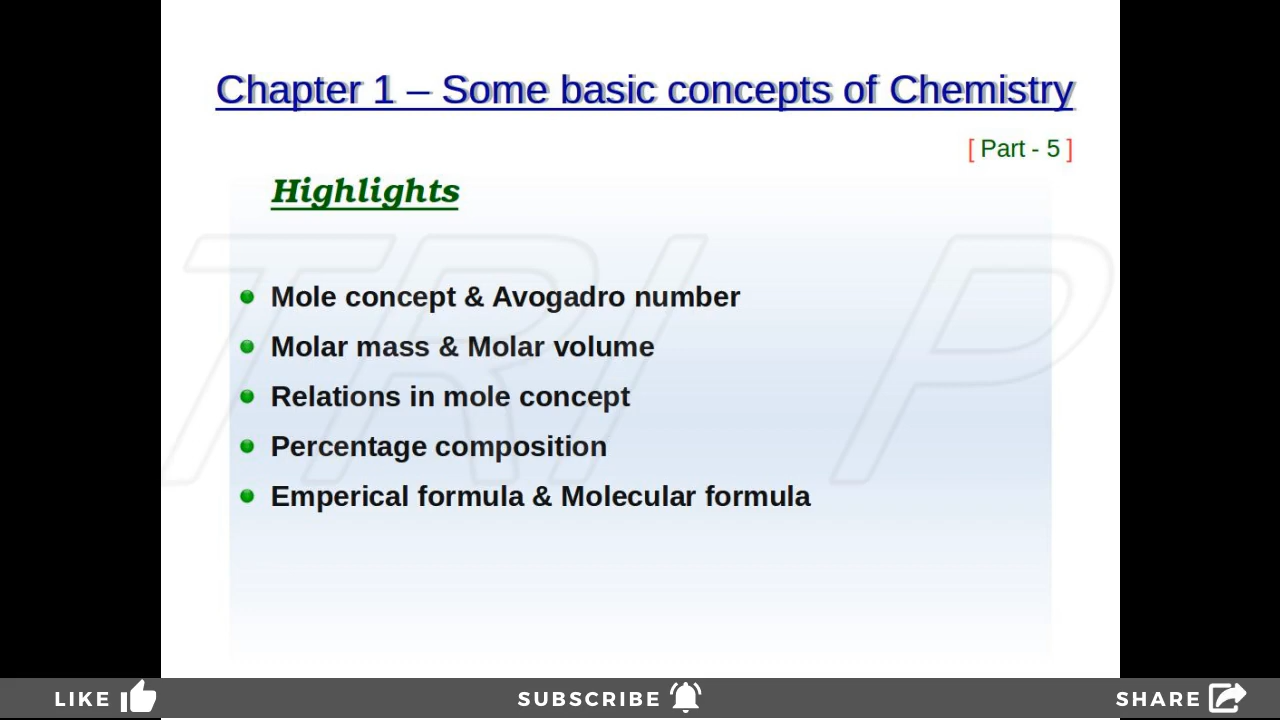 Chapter 1 – Some basic concepts of Chemistry
[ Part - 5 ]
Highlights
Mole concept & Avogadro number
Molar mass & Molar volume
Relations in mole concept
Percentage composition
Emperical formula & Molecular formula
TRI P
LIKE SUBSCRIBE SHARE